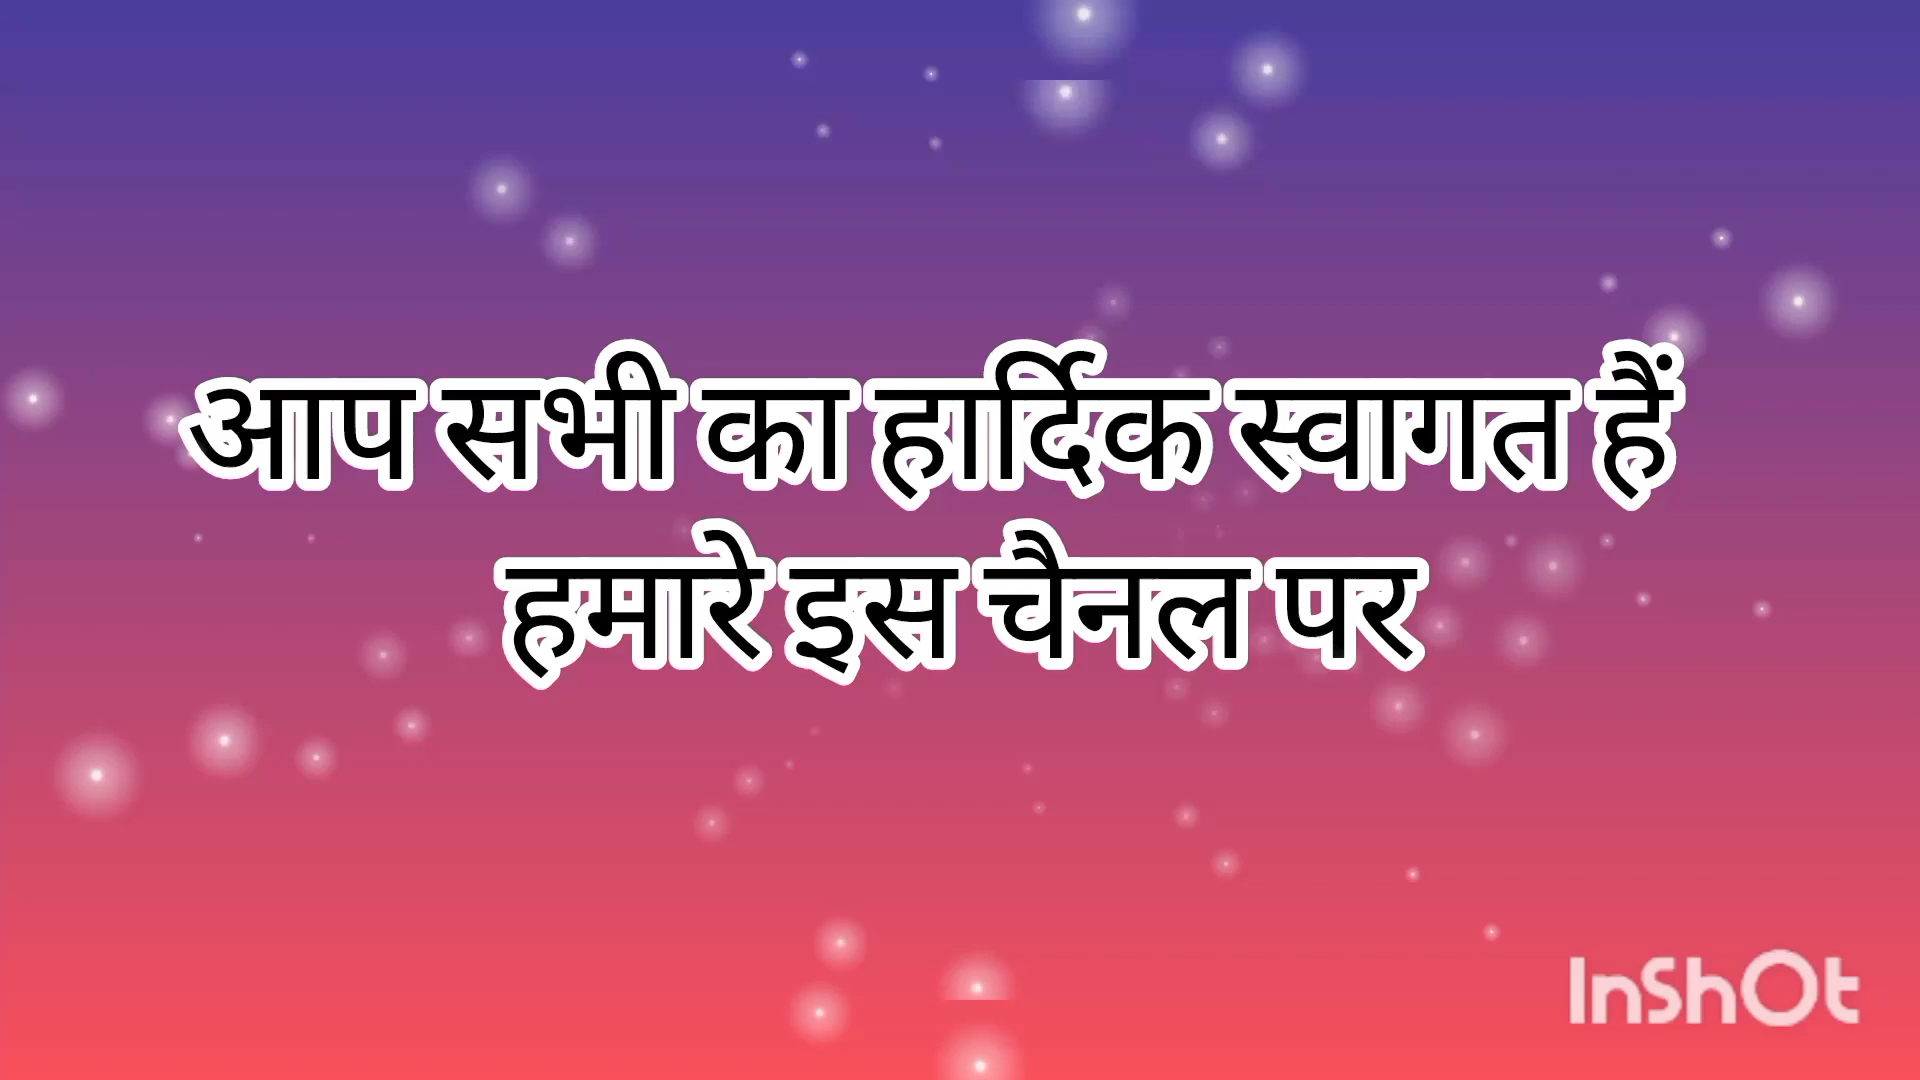 आप सभी का हार्दिक स्वागत हैं
हमारे इस चैनल पर
InShOt